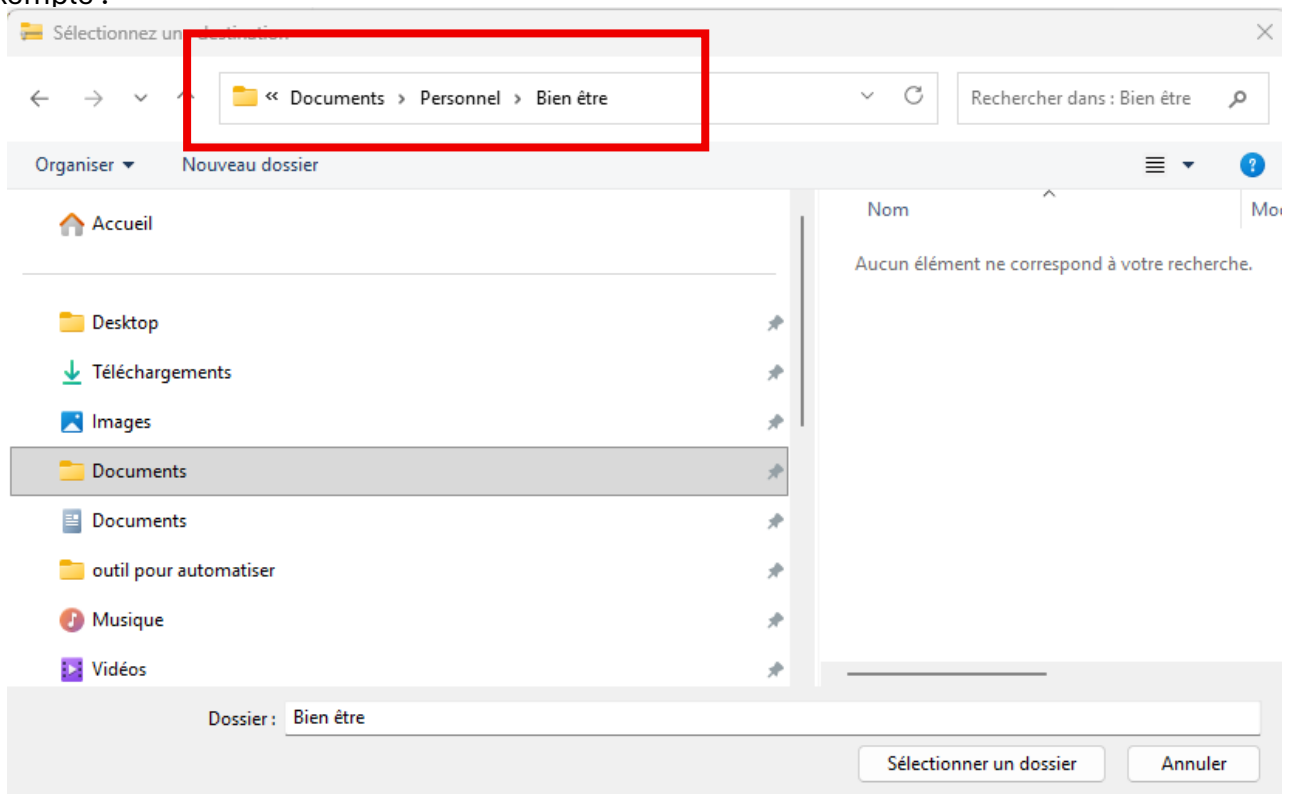 Sélectionnez un
« Documents > Personnel > Bien être
Rechercher dans : Bien être
Organiser
Nouveau dossier
Accueil
Nom
Aucun élément ne correspond à votre recherche.
Desktop
Téléchargements
Images
Documents
Documents
outil pour automatiser
Musique
Vidéos
Dossier : Bien être
Sélectionner un dossier
Annuler